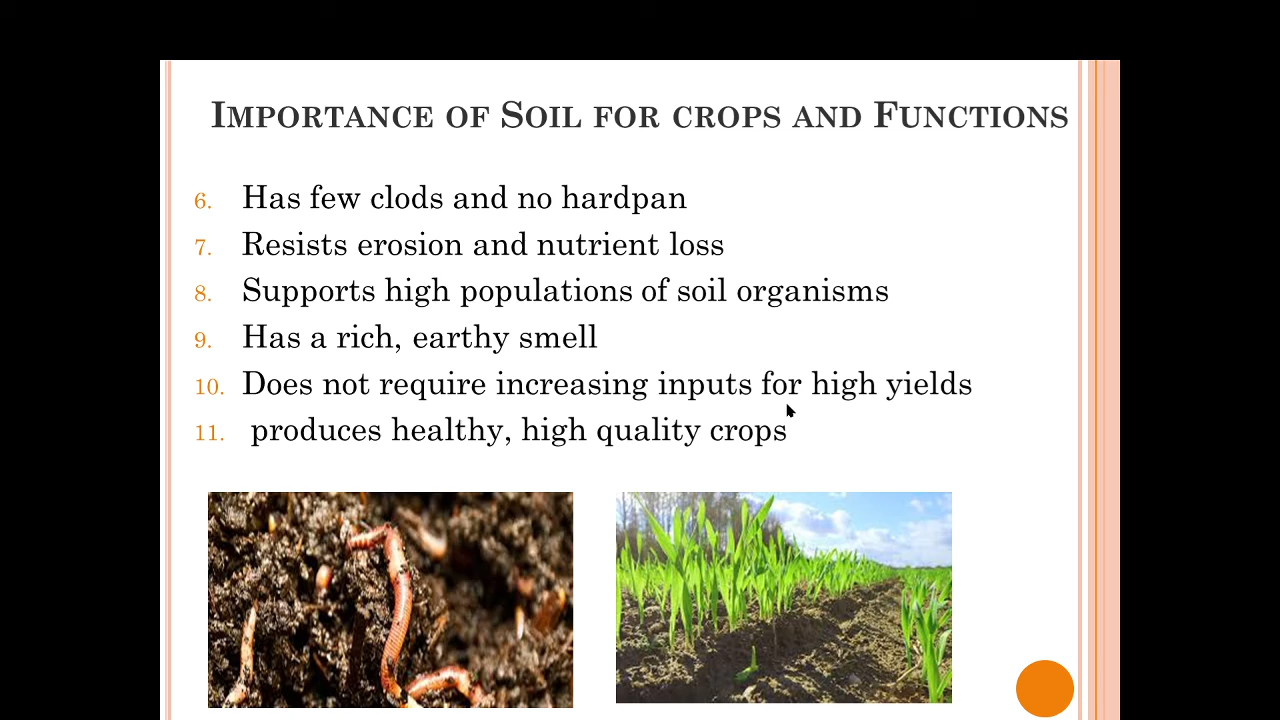 Importance of Soil for crops and Functions
6. Has few clods and no hardpan
7. Resists erosion and nutrient loss
8. Supports high populations of soil organisms
9. Has a rich, earthy smell
10. Does not require increasing inputs for high yields
11. produces healthy, high quality crops